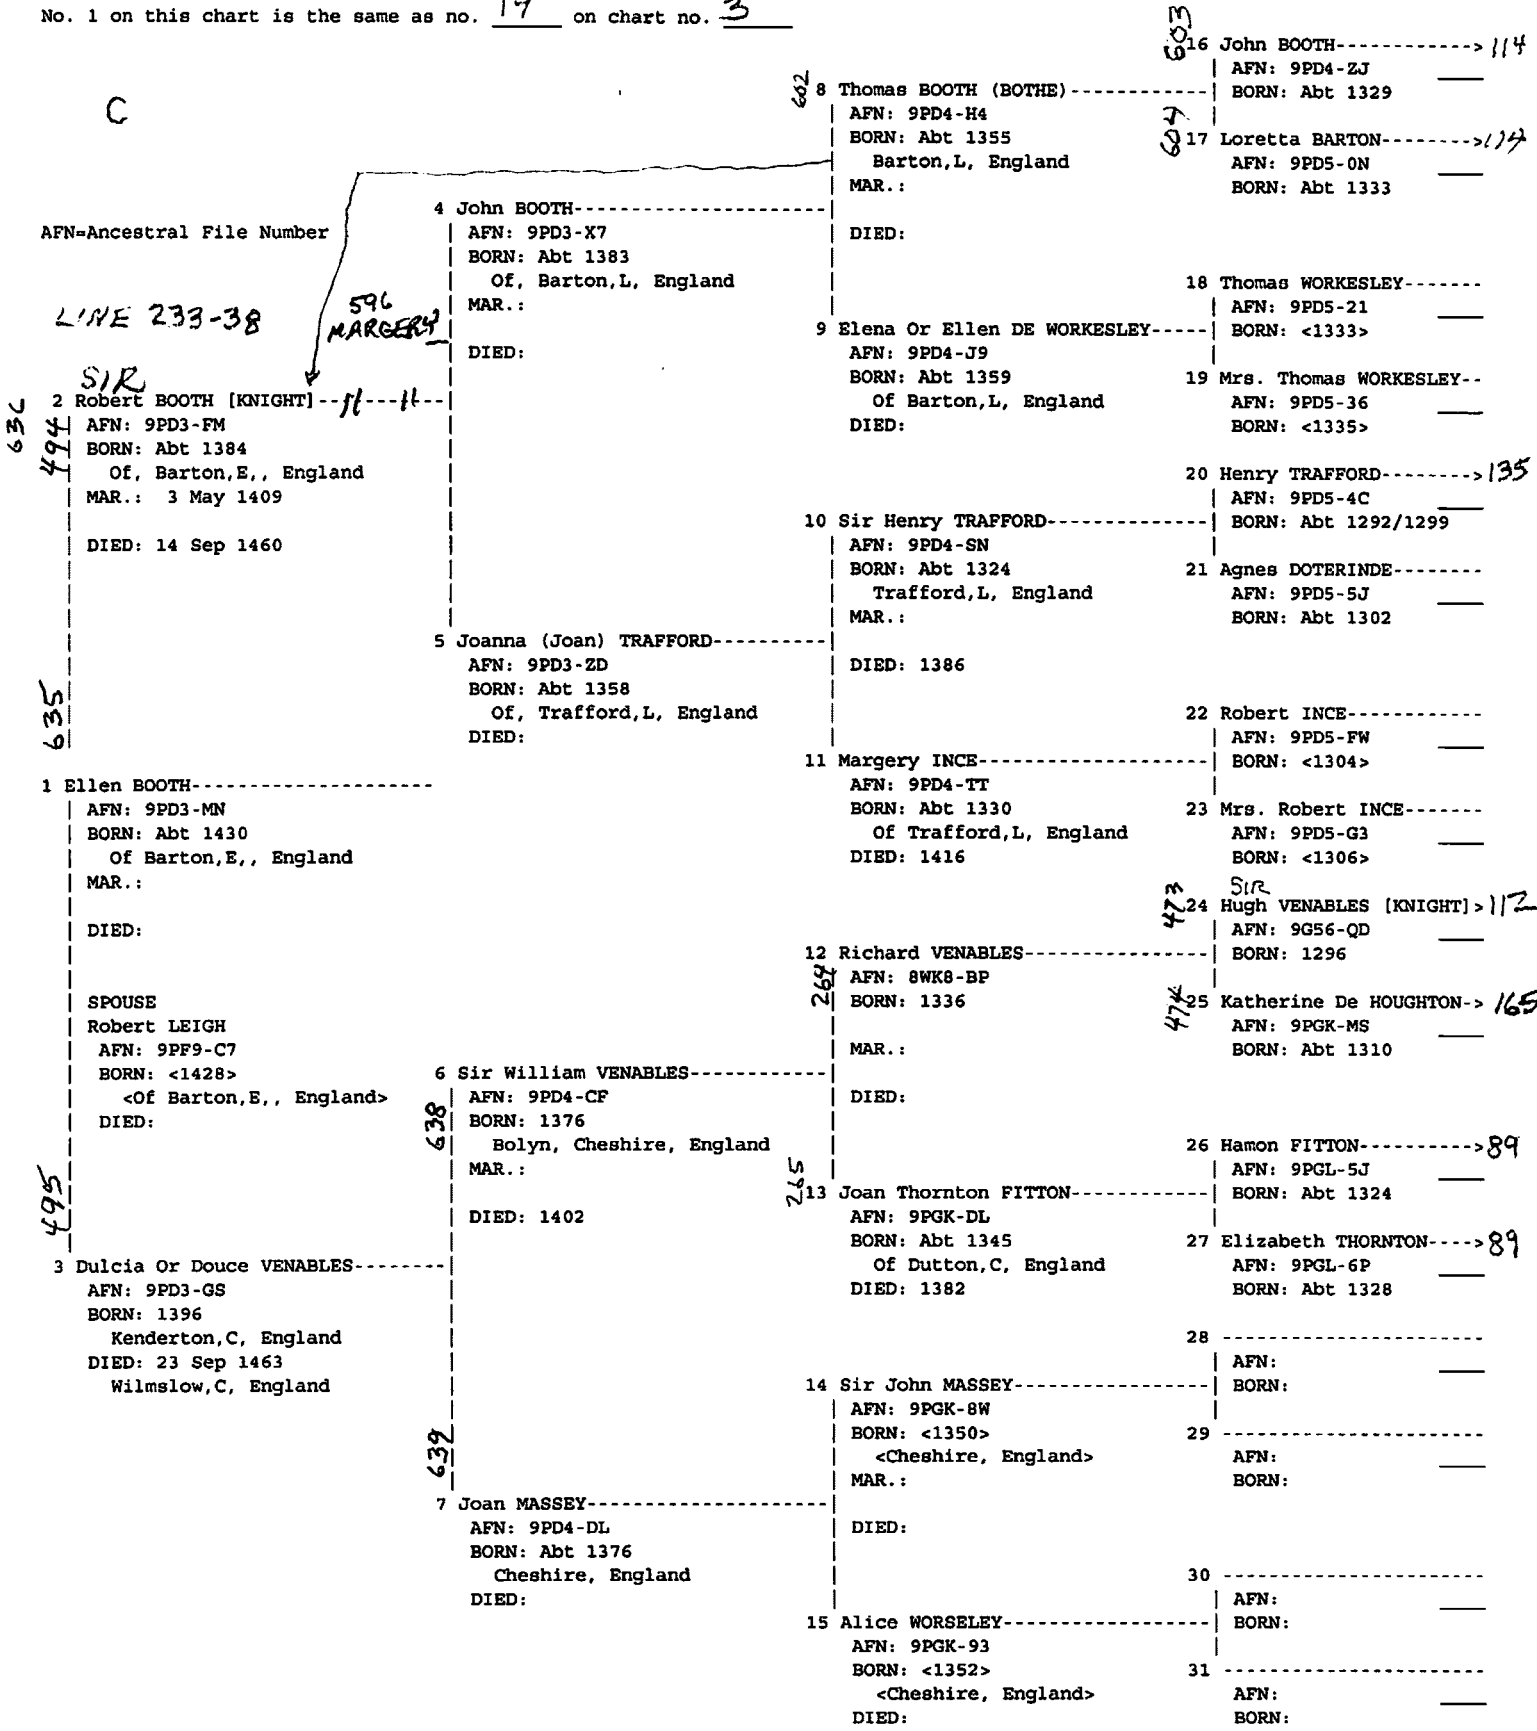 No. 1 on this chart is the same as no. 17 on chart no. 3
C
AFN=Ancestral File Number
LINE 233-38
596
MARGERY
636
494
635
SIR
2 Robert BOOTH [KNIGHT]
AFN: 9PD3-FM
BORN: Abt 1384
Of, Barton,E,, England
MAR.: 3 May 1409
DIED: 14 Sep 1460
1 Ellen BOOTH
AFN: 9PD3-MN
BORN: Abt 1430
Of Barton,E,, England
MAR.:
DIED:
SPOUSE
Robert LEIGH
AFN: 9PF9-C7
BORN: <1428>
<Of Barton,E,, England>
DIED:
495
3 Dulcia Or Douce VENABLES
AFN: 9PD3-GS
BORN: 1396
Kenderton,C, England
DIED: 23 Sep 1463
Wilmslow,C, England
4 John BOOTH
AFN: 9PD3-X7
BORN: Abt 1383
Of, Barton,L, England
MAR.:
DIED:
5 Joanna (Joan) TRAFFORD
AFN: 9PD3-ZD
BORN: Abt 1358
Of, Trafford,L, England
DIED:
638
6 Sir William VENABLES
AFN: 9PD4-CF
BORN: 1376
Bolyn, Cheshire, England
MAR.:
DIED: 1402
639
7 Joan MASSEY
AFN: 9PD4-DL
BORN: Abt 1376
Cheshire, England
DIED:
602
8 Thomas BOOTH (BOTHE)
AFN: 9PD4-H4
BORN: Abt 1355
Barton,L, England
MAR.:
DIED:
9 Elena Or Ellen DE WORKESLEY
AFN: 9PD4-J9
BORN: Abt 1359
Of Barton,L, England
DIED:
10 Sir Henry TRAFFORD
AFN: 9PD4-SN
BORN: Abt 1324
Trafford,L, England
MAR.:
DIED: 1386
11 Margery INCE
AFN: 9PD4-TT
BORN: Abt 1330
Of Trafford,L, England
DIED: 1416
264
12 Richard VENABLES
AFN: 8WK8-BP
BORN: 1336
MAR.:
DIED:
265
13 Joan Thornton FITTON
AFN: 9PGK-DL
BORN: Abt 1345
Of Dutton,C, England
DIED: 1382
14 Sir John MASSEY
AFN: 9PGK-8W
BORN: <1350>
<Cheshire, England>
MAR.:
DIED:
15 Alice WORSELEY
AFN: 9PGK-93
BORN: <1352>
<Cheshire, England>
DIED:
603
16 John BOOTH------------> 114
AFN: 9PD4-ZJ
BORN: Abt 1329
604
17 Loretta BARTON--------> 114
AFN: 9PD5-0N
BORN: Abt 1333
18 Thomas WORKESLEY
AFN: 9PD5-21
BORN: <1333>
19 Mrs. Thomas WORKESLEY
AFN: 9PD5-36
BORN: <1335>
20 Henry TRAFFORD--------> 135
AFN: 9PD5-4C
BORN: Abt 1292/1299
21 Agnes DOTERINDE
AFN: 9PD5-5J
BORN: Abt 1302
22 Robert INCE
AFN: 9PD5-FW
BORN: <1304>
23 Mrs. Robert INCE
AFN: 9PD5-G3
BORN: <1306>
473
SIR
24 Hugh VENABLES [KNIGHT]> 112
AFN: 9G56-QD
BORN: 1296
474
25 Katherine De HOUGHTON-> 165
AFN: 9PGK-MS
BORN: Abt 1310
26 Hamon FITTON----------> 89
AFN: 9PGL-5J
BORN: Abt 1324
27 Elizabeth THORNTON----> 89
AFN: 9PGL-6P
BORN: Abt 1328
28
AFN:
BORN:
29
AFN:
BORN:
30
AFN:
BORN:
31
AFN:
BORN: